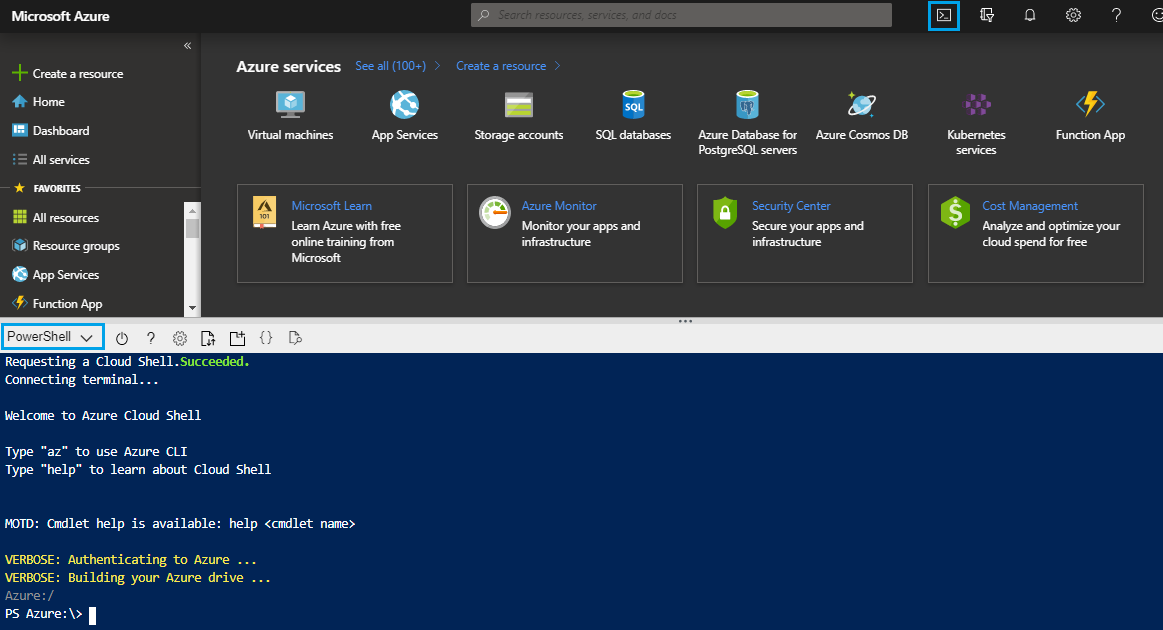 Microsoft Azure
Search resources, services, and docs
Create a resource
Home
Dashboard
All services
FAVORITES
All resources
Resource groups
App Services
Function App
Azure services
See all (100+)
Create a resource
Virtual machines
App Services
Storage accounts
SQL
SQL databases
Azure Database for
PostgreSQL servers
Azure Cosmos DB
Kubernetes
services
Function App
101
Microsoft Learn
Learn Azure with free
online training from
Microsoft
Azure Monitor
Monitor your apps and
infrastructure
Security Center
Secure your apps and
infrastructure
$
Cost Management
Analyze and optimize your
cloud spend for free
PowerShell
Requesting a Cloud Shell.Succeeded.
Connecting terminal...
Welcome to Azure Cloud Shell
Type "az" to use Azure CLI
Type "help" to learn about Cloud Shell
MOTD: Cmdlet help is available: help <cmdlet name>
VERBOSE: Authenticating to Azure ...
VERBOSE: Building your Azure drive ...
Azure:/
PS Azure:\>